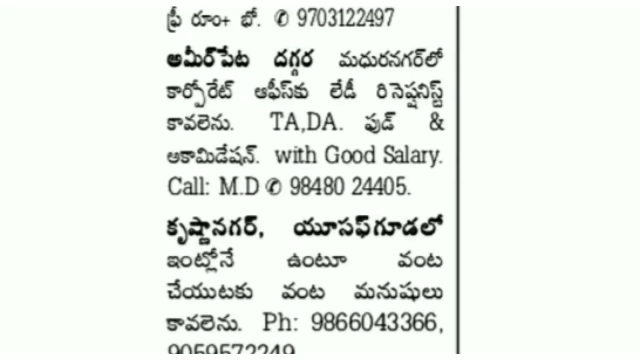 ఫ్రీ రూం+ భో. ✆ 9703122497
అమీర్‌పేట దగ్గర మధురనగర్‌లో
కార్పోరేట్ ఆఫీస్‌కు లేడీ రిసెప్షనిస్ట్
కావలెను. TA,DA. ఫుడ్ &
అకామిడేషన్. with Good Salary.
Call: M.D ✆ 98480 24405.
కృష్ణానగర్, యూసఫ్‌గూడలో
ఇంట్లోనే ఉంటూ వంట
చేయుటకు వంట మనుషులు
కావలెను. Ph: 9866043366,
9059572249